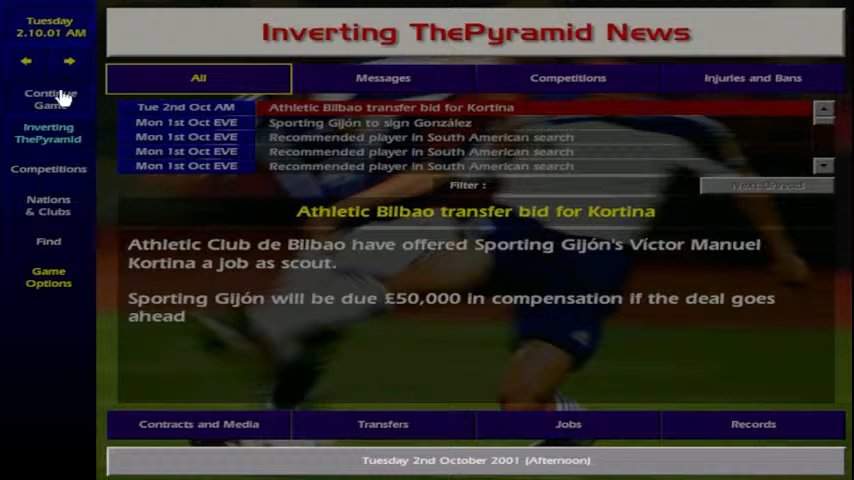 Tuesday
2.10.01 AM
Inverting ThePyramid News
Continue
Game
Inverting
ThePyramid
Competitions
Nations
& Clubs
Find
Game
Options
All
Messages
Competitions
Injuries and Bans
Tue 2nd Oct AM Athletic Bilbao transfer bid for Kortina
Mon 1st Oct EVE Sporting Gijón to sign González
Mon 1st Oct EVE Recommended player in South American search
Mon 1st Oct EVE Recommended player in South American search
Mon 1st Oct EVE Recommended player in South American search
Filter :
Next Unread
Athletic Bilbao transfer bid for Kortina
Athletic Club de Bilbao have offered Sporting Gijón's Víctor Manuel
Kortina a job as scout.
Sporting Gijón will be due £50,000 in compensation if the deal goes
ahead
Contracts and Media
Transfers
Jobs
Records
Tuesday 2nd October 2001 (Afternoon)